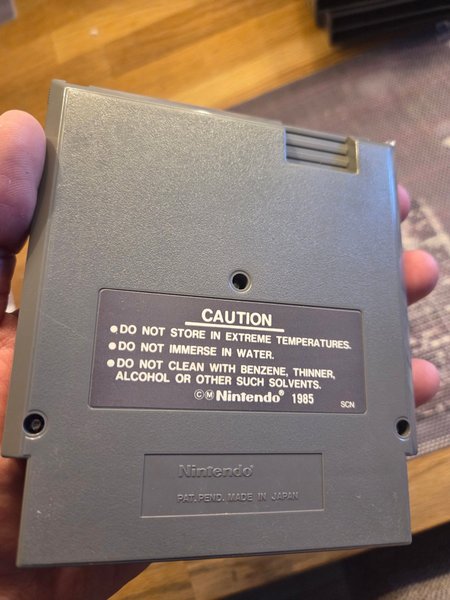 CAUTION
●DO NOT STORE IN EXTREME TEMPERATURES.
●DO NOT IMMERSE IN WATER.
●DO NOT CLEAN WITH BENZENE, THINNER,
ALCOHOL OR OTHER SUCH SOLVENTS.
©Ⓜ Nintendo® 1985
SCN
Nintendo®
PAT. PEND. MADE IN JAPAN